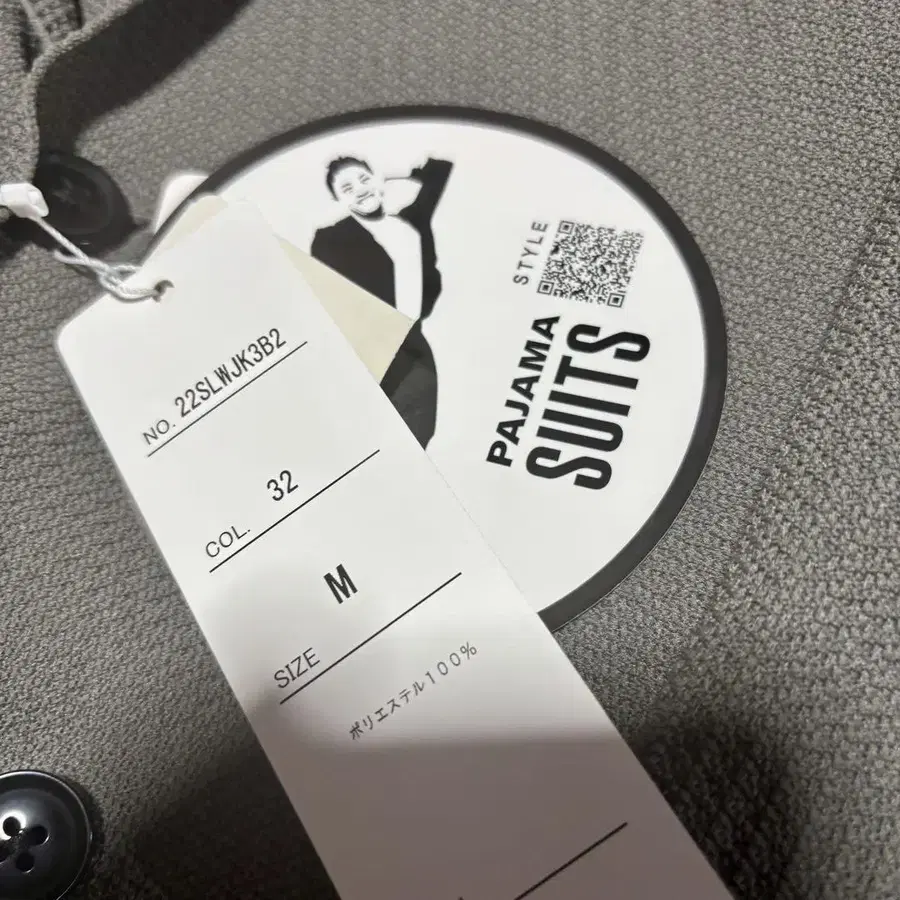 NO. 22SLWJK3B2
COL. 32
SIZE M
ポリエステル100%
STYLE
PAJAMA
SUITS